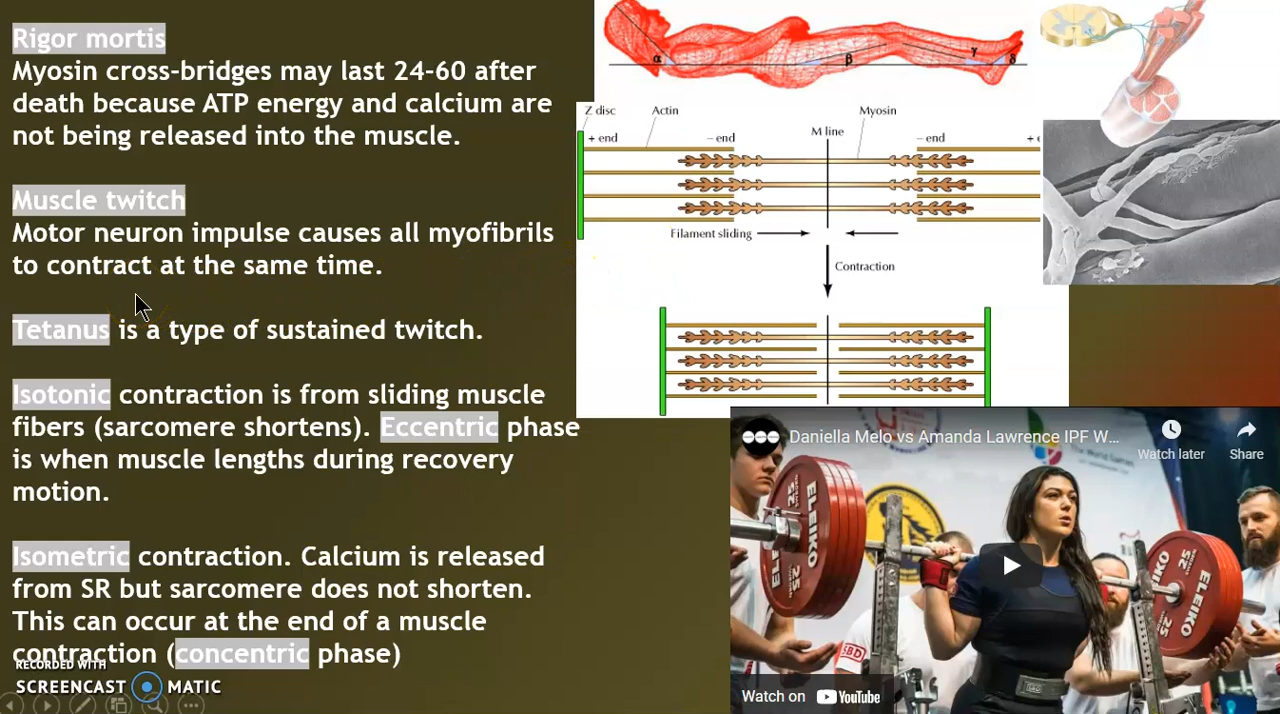 Rigor mortis
Myosin cross-bridges may last 24-60 after
death because ATP energy and calcium are
not being released into the muscle.
Muscle twitch
Motor neuron impulse causes all myofibrils
to contract at the same time.
Tetanus is a type of sustained twitch.
Isotonic contraction is from sliding muscle
fibers (sarcomere shortens). Eccentric phase
is when muscle lengths during recovery
motion.
Isometric contraction. Calcium is released
from SR but sarcomere does not shorten.
This can occur at the end of a muscle
contraction (concentric phase)
RECORDED WITH
SCREENCAST MATIC
α β γ δ
Z disc Actin Myosin
M line
+ end – end – end + e
Filament sliding
Contraction
Daniella Melo vs Amanda Lawrence IPF W...
Watch later Share
The World Games
ELEIKO
25
25
ELEIKO
25
ELEIKO
SBD
Watch on YouTube